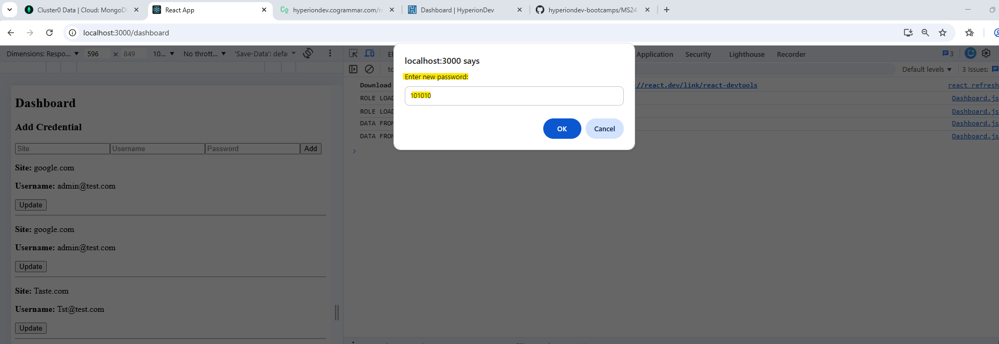 Cluster0 Data | Cloud: MongoD
React App
hyperiondev.cogrammar.com/re
Dashboard | HyperionDev
hyperiondev-bootcamps/MS24
localhost:3000/dashboard
Dimensions: Respo... 596 × 849 10... No thrott... 'Save-Data': defau
Application Security Lighthouse Recorder 3
Default levels 3 Issues:
localhost:3000 says
Enter new password:
101010
OK Cancel
Download ://react.dev/link/react-devtools react refresh
ROLE LOAD Dashboard.js
ROLE LOAD Dashboard.js
DATA FROM Dashboard.js
DATA FROM Dashboard.js
Dashboard
Add Credential
Site Username Password Add
Site: google.com
Username: admin@test.com
Update
Site: google.com
Username: admin@test.com
Update
Site: Taste.com
Username: Tst@test.com
Update